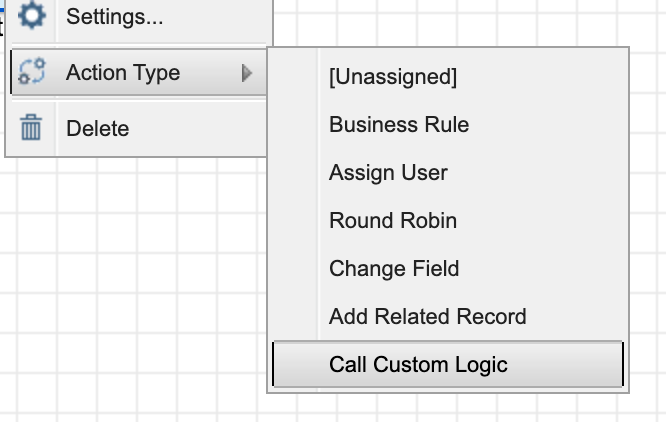 Settings...
Action Type
Delete
[Unassigned]
Business Rule
Assign User
Round Robin
Change Field
Add Related Record
Call Custom Logic